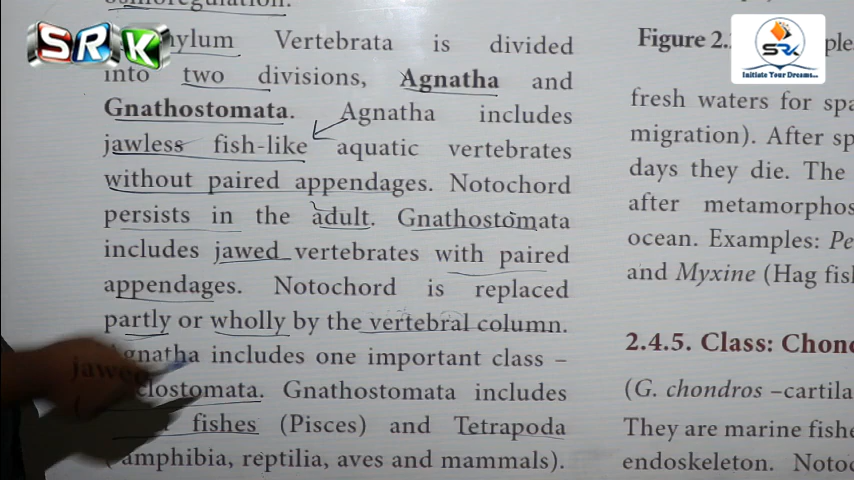 osmoregulation.
SRK
Vertebrata is divided
into two divisions, Agnatha and
Gnathostomata. Agnatha includes
jawless fish-like aquatic vertebrates
without paired appendages. Notochord
persists in the adult. Gnathostomata
includes jawed vertebrates with paired
appendages. Notochord is replaced
partly or wholly by the vertebral column.
Agnatha includes one important class –
clostomata. Gnathostomata includes
fishes (Pisces) and Tetrapoda
(amphibia, reptilia, aves and mammals).
Figure 2.
SRK
Initiate Your Dreams...
fresh waters for spa
migration). After sp
days they die. The
after metamorphos
ocean. Examples: Pe
and Myxine (Hag fish
2.4.5. Class: Chon
(G. chondros –cartila
They are marine fishe
endoskeleton. Notoc